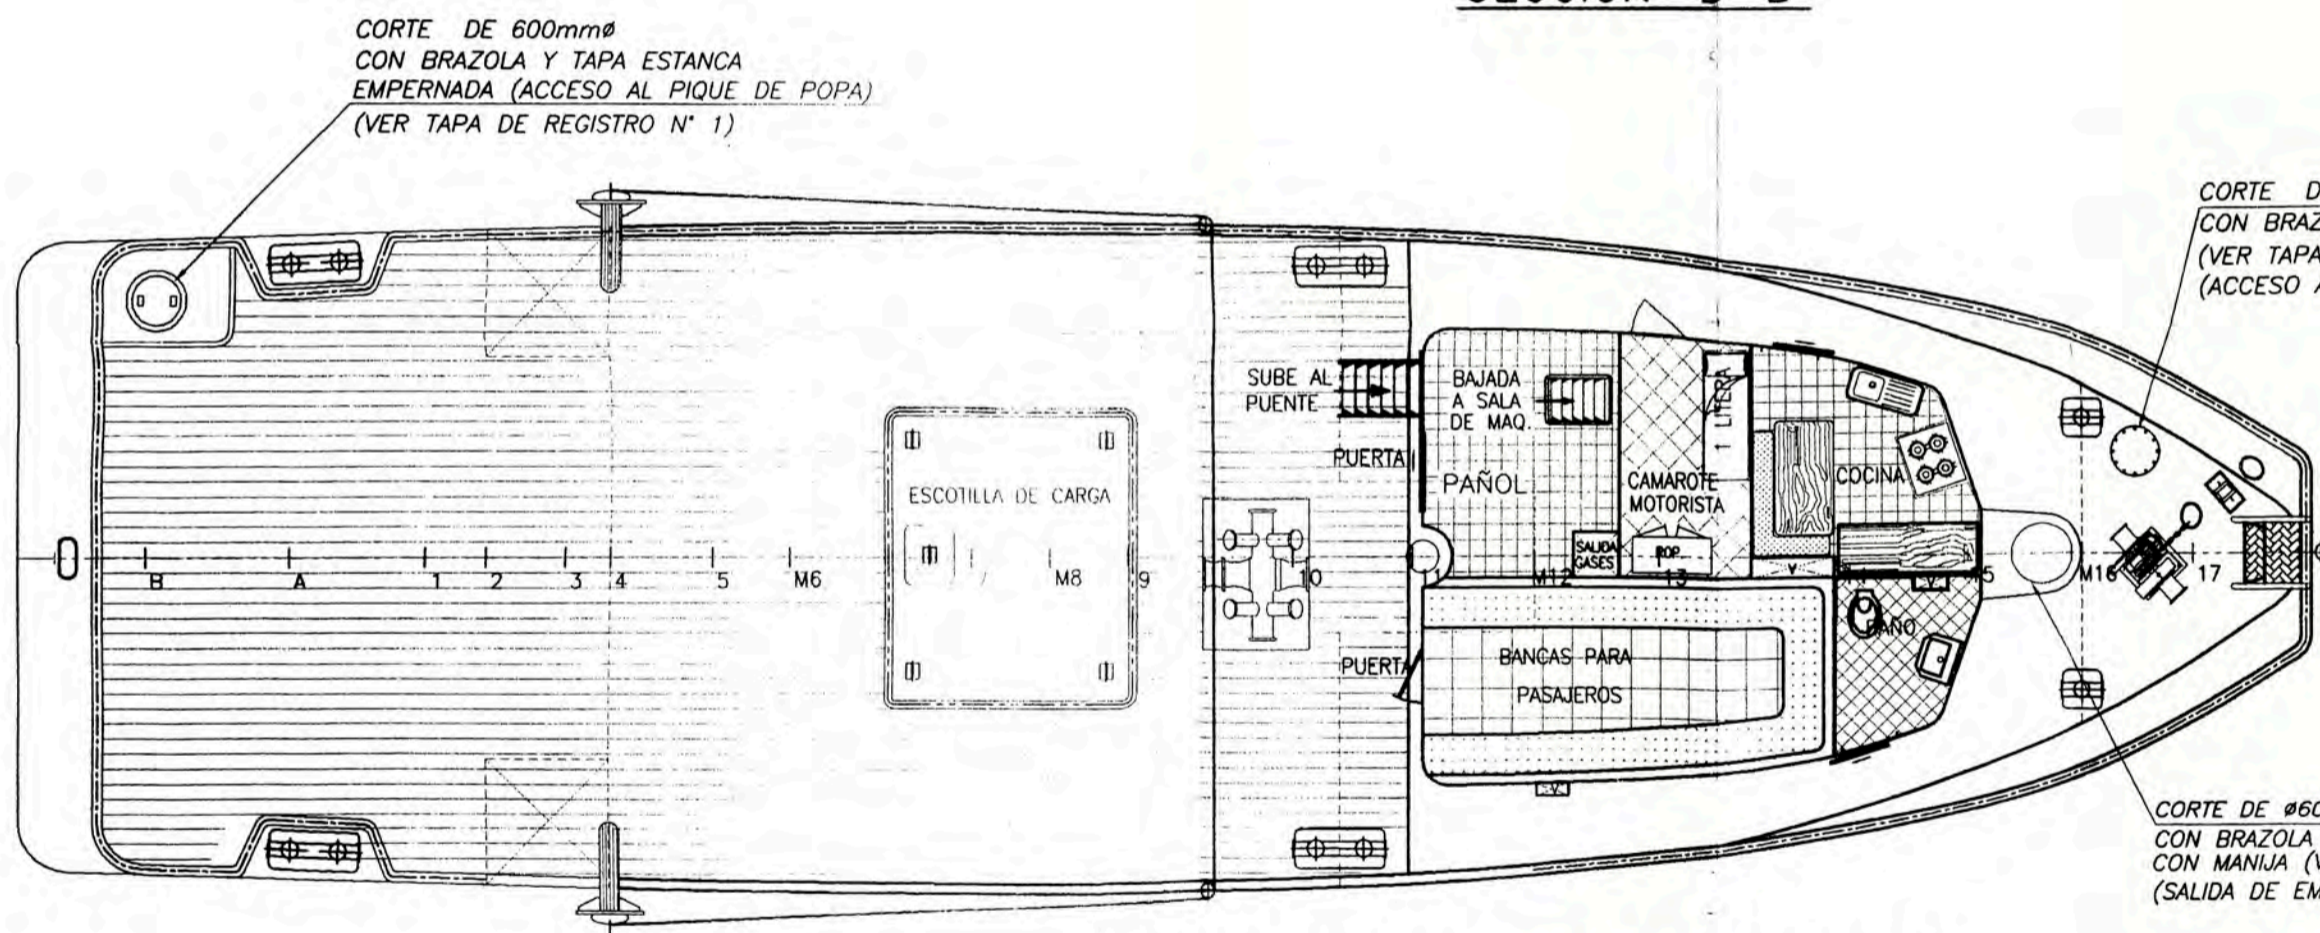 SECCION B-B
CORTE DE 600mmø
CON BRAZOLA Y TAPA ESTANCA
EMPERNADA (ACCESO AL PIQUE DE POPA)
(VER TAPA DE REGISTRO N° 1)
CORTE D
CON BRAZ
(VER TAPA
(ACCESO A
SUBE AL
PUENTE
BAJADA
A SALA
DE MAQ.
1 LITERA
PUERTA
PAÑOL
CAMAROTE
MOTORISTA
COCINA
ESCOTILLA DE CARGA
SALIDA
GASES
ROP.
B A 1 2 3 4 5 M6 7 M8 9 10 M12 13 15 M16 17
BAÑO
PUERTA
BANCAS PARA
PASAJEROS
V
V
V
CORTE DE ø60
CON BRAZOLA
CON MANIJA (V
(SALIDA DE EM